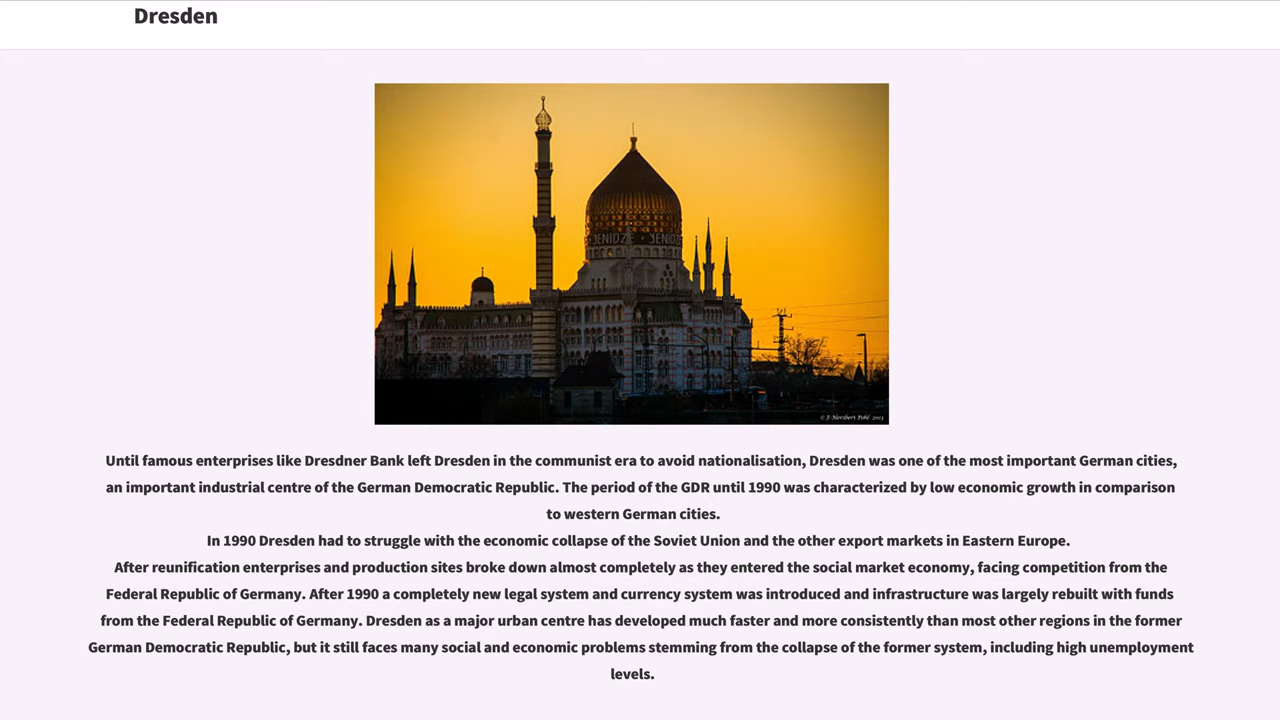 Dresden
YENIDZE YENIDZE
© J. Heribert Pohl 2013
Until famous enterprises like Dresdner Bank left Dresden in the communist era to avoid nationalisation, Dresden was one of the most important German cities,
an important industrial centre of the German Democratic Republic. The period of the GDR until 1990 was characterized by low economic growth in comparison
to western German cities.
In 1990 Dresden had to struggle with the economic collapse of the Soviet Union and the other export markets in Eastern Europe.
After reunification enterprises and production sites broke down almost completely as they entered the social market economy, facing competition from the
Federal Republic of Germany. After 1990 a completely new legal system and currency system was introduced and infrastructure was largely rebuilt with funds
from the Federal Republic of Germany. Dresden as a major urban centre has developed much faster and more consistently than most other regions in the former
German Democratic Republic, but it still faces many social and economic problems stemming from the collapse of the former system, including high unemployment
levels.